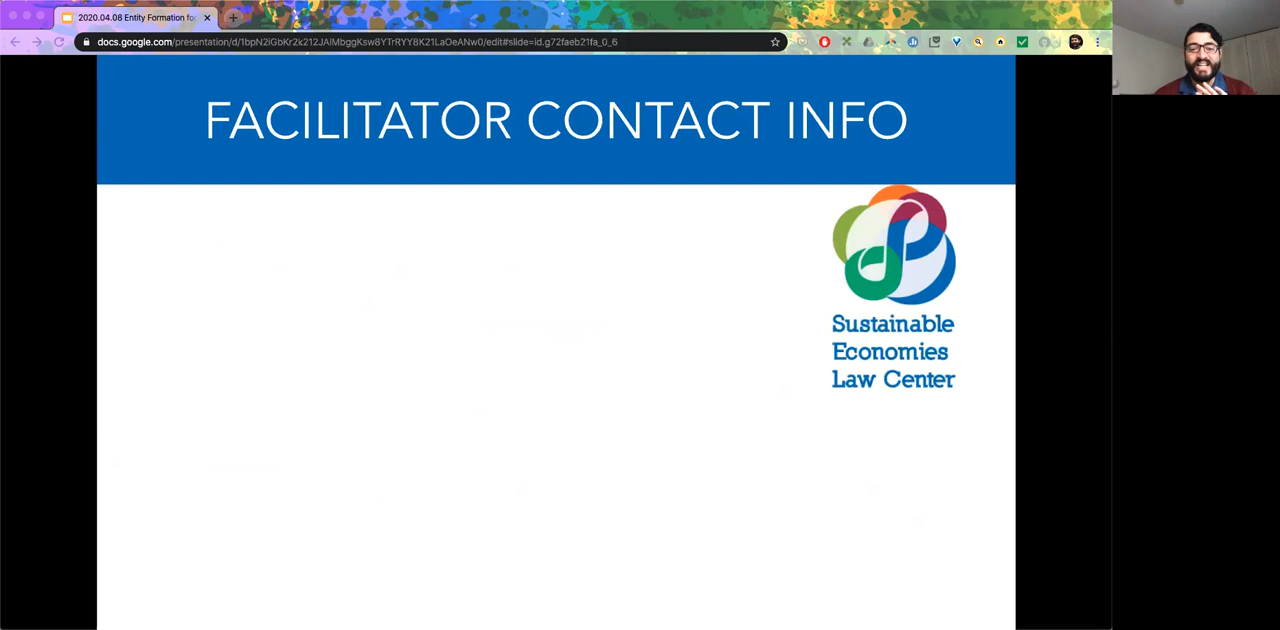 2020.04.08 Entity Formation fo
docs.google.com/presentation/d/1bpN2iGbKr2k212JAlMbggKsw8YTrRYY8K21LaOeANw0/edit#slide=id.g72faeb21fa_0_6
FACILITATOR CONTACT INFO
Sustainable
Economies
Law Center